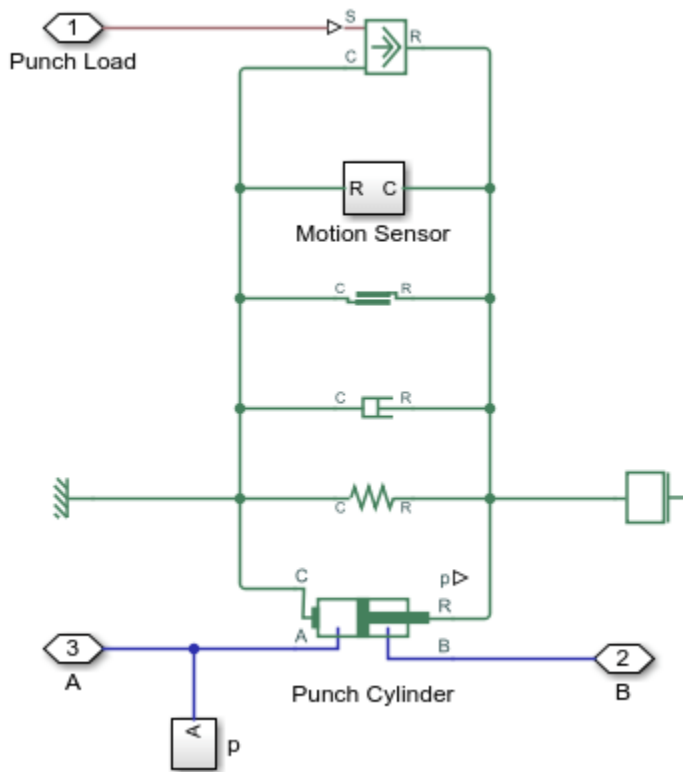 1
Punch Load
S
R
C
R C
Motion Sensor
C R
C R
C R
C
p
R
A
B
3
A
2
B
Punch Cylinder
A
p